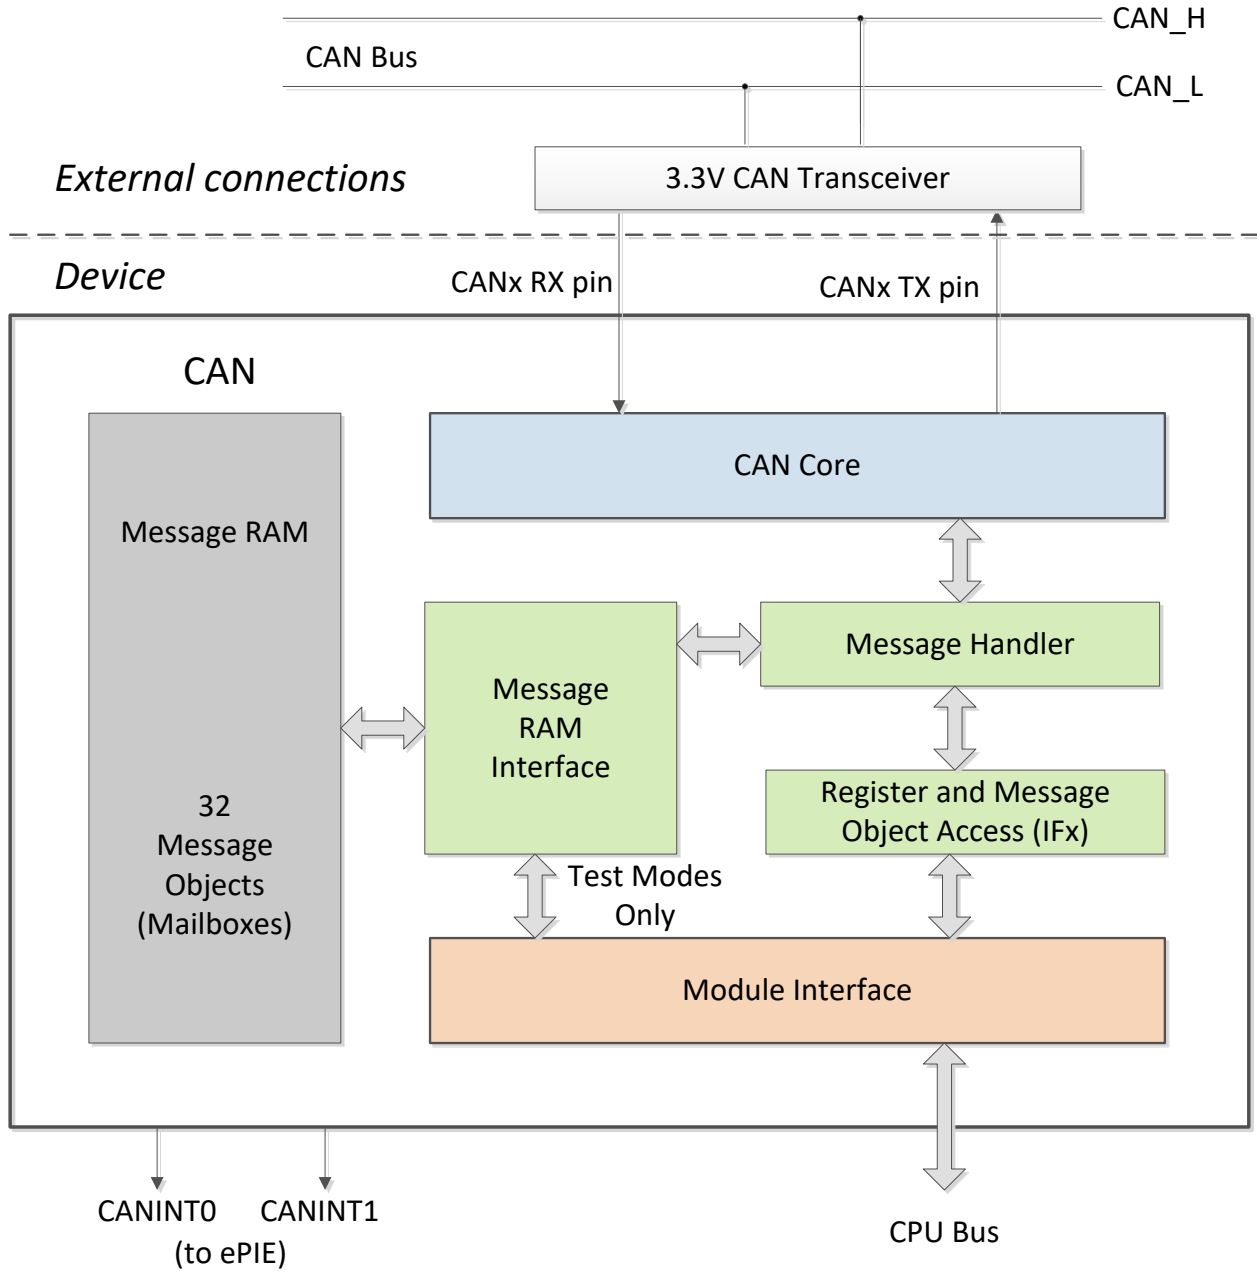 CAN_H
CAN Bus
CAN_L
External connections
3.3V CAN Transceiver
Device
CANx RX pin
CANx TX pin
CAN
CAN Core
Message RAM
Message Handler
Message
RAM
Interface
32
Message
Objects
(Mailboxes)
Register and Message
Object Access (IFx)
Test Modes
Only
Module Interface
CANINT0
CANINT1
(to ePIE)
CPU Bus